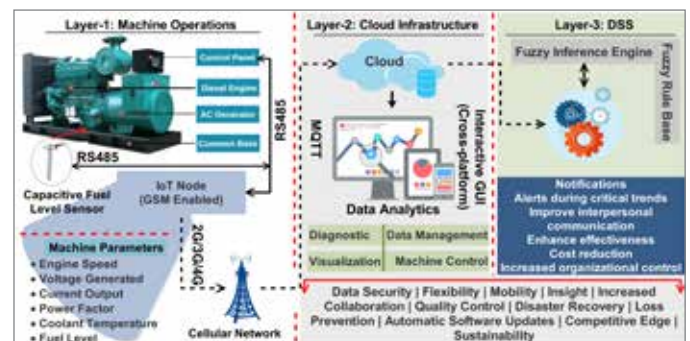 Layer-1: Machine Operations
Control Panel
Diesel Engine
AC Generator
Common Base
RS485
RS485
Capacitive Fuel
Level Sensor
IoT Node
(GSM Enabled)
Machine Parameters
• Engine Speed
• Voltage Generated
• Current Output
• Power Factor
• Coolant Temperature
• Fuel Level
2G/3G/4G
Cellular Network
Layer-2: Cloud Infrastructure
Cloud
MQTT
Interactive GUI
(Cross-platform)
Data Analytics
Diagnostic
Data Management
Visualization
Machine Control
Layer-3: DSS
Fuzzy Inference Engine
Fuzzy Rule Base
Notifications
Alerts during critical trends
Improve interpersonal
communication
Enhance effectiveness
Cost reduction
Increased organizational control
Data Security | Flexibility | Mobility | Insight | Increased
Collaboration | Quality Control | Disaster Recovery | Loss
Prevention | Automatic Software Updates | Competitive Edge |
Sustainability